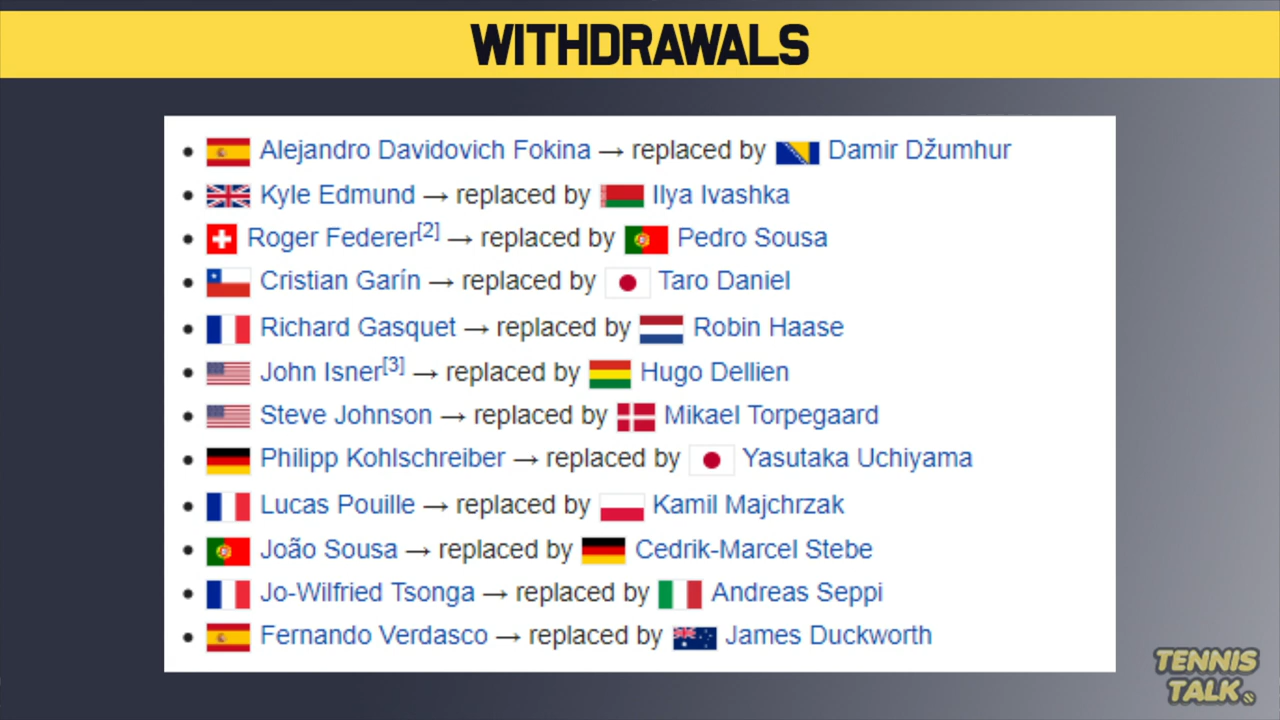 WITHDRAWALS
Alejandro Davidovich Fokina → replaced by Damir Džumhur
Kyle Edmund → replaced by Ilya Ivashka
Roger Federer[2] → replaced by Pedro Sousa
Cristian Garín → replaced by Taro Daniel
Richard Gasquet → replaced by Robin Haase
John Isner[3] → replaced by Hugo Dellien
Steve Johnson → replaced by Mikael Torpegaard
Philipp Kohlschreiber → replaced by Yasutaka Uchiyama
Lucas Pouille → replaced by Kamil Majchrzak
João Sousa → replaced by Cedrik-Marcel Stebe
Jo-Wilfried Tsonga → replaced by Andreas Seppi
Fernando Verdasco → replaced by James Duckworth
TENNIS
TALK